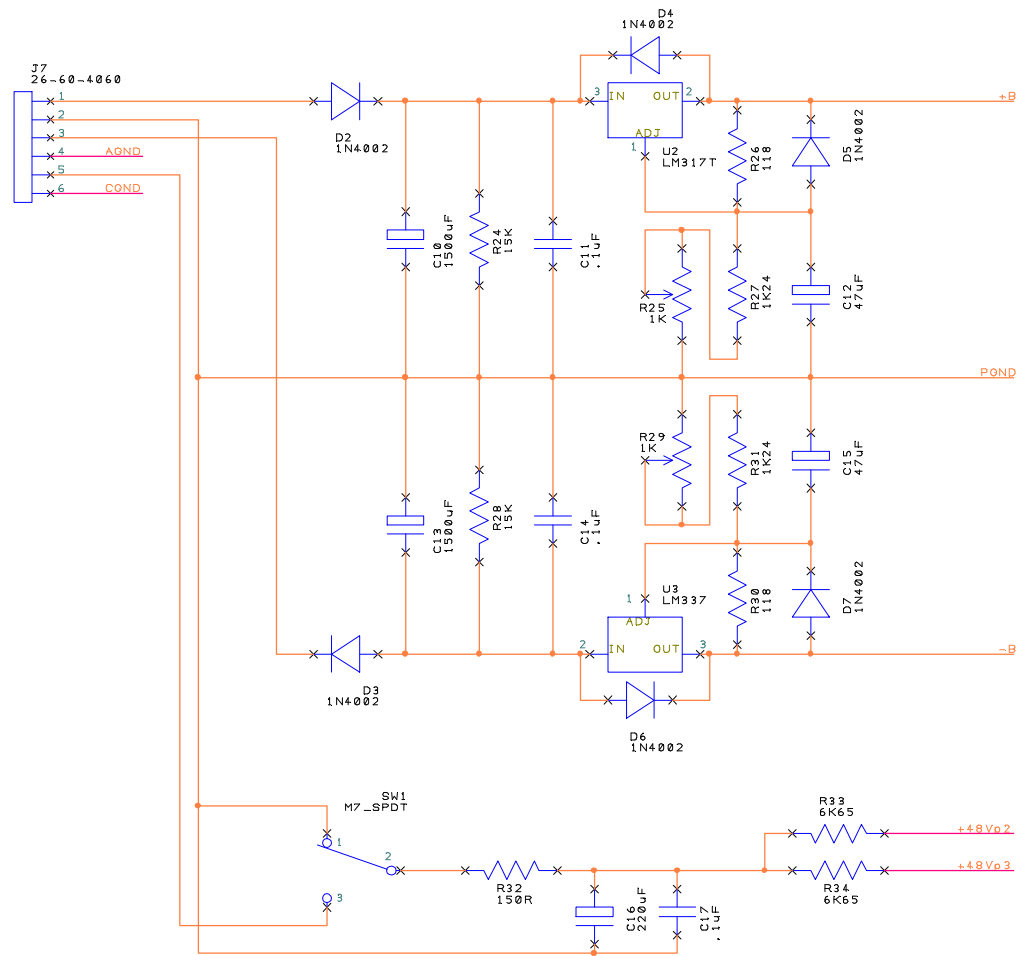 J7
26-60-4060
1
2
3
4
AGND
5
6
CGND
D2
1N4002
D3
1N4002
D4
1N4002
3
IN
OUT
2
ADJ
1
U2
LM317T
R26
118
D5
1N4002
+B
C10
1500uF
R24
15K
C11
.1uF
R25
1K
R27
1K24
C12
47uF
PGND
R29
1K
R31
1K24
C15
47uF
C13
1500uF
R28
15K
C14
.1uF
1
U3
LM337
ADJ
2
IN
OUT
3
R30
118
D7
1N4002
-B
D6
1N4002
SW1
M7_SPDT
1
2
3
R32
150R
C16
220uF
C17
.1uF
R33
6K65
+48Vp2
R34
6K65
+48Vp3